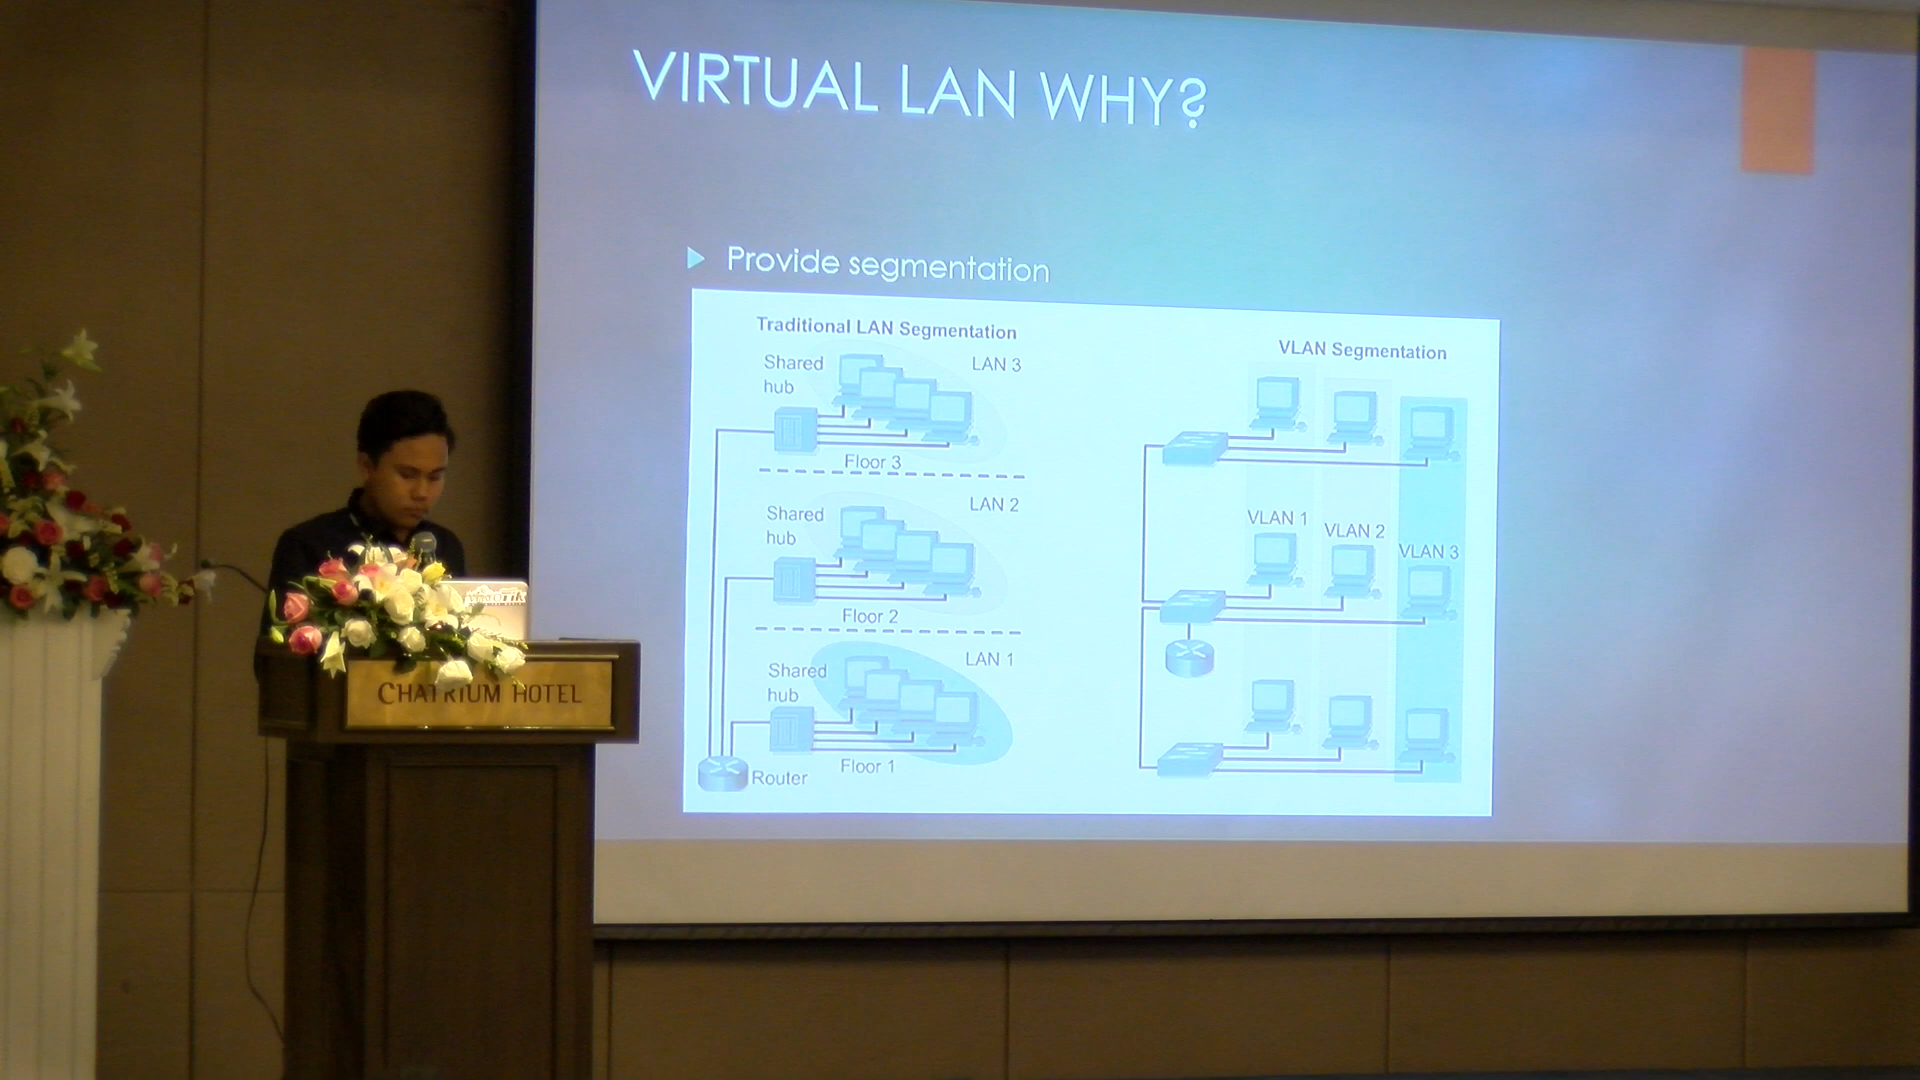 VIRTUAL LAN WHY?
Provide segmentation
Traditional LAN Segmentation
Shared
hub
LAN 3
Floor 3
Shared
hub
LAN 2
Floor 2
Shared
hub
LAN 1
Floor 1
Router
VLAN Segmentation
VLAN 1
VLAN 2
VLAN 3
CHATRIUM HOTEL